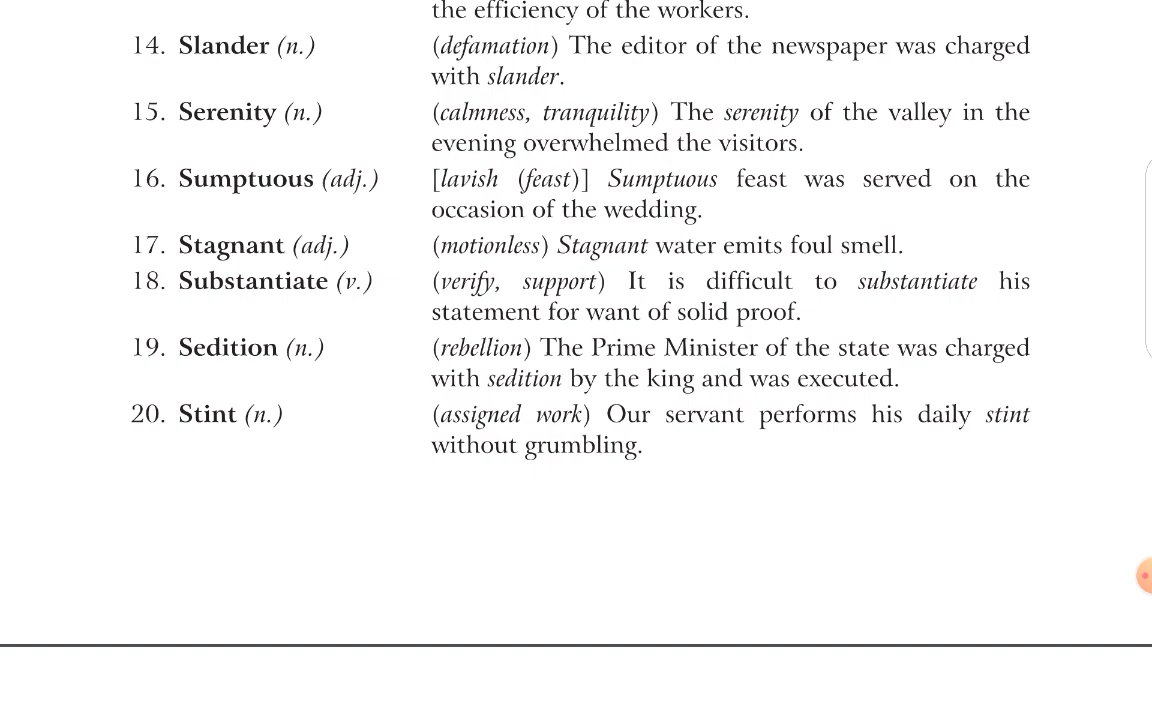 the efficiency of the workers.
14. Slander (n.) (defamation) The editor of the newspaper was charged
with slander.
15. Serenity (n.) (calmness, tranquility) The serenity of the valley in the
evening overwhelmed the visitors.
16. Sumptuous (adj.) [lavish (feast)] Sumptuous feast was served on the
occasion of the wedding.
17. Stagnant (adj.) (motionless) Stagnant water emits foul smell.
18. Substantiate (v.) (verify, support) It is difficult to substantiate his
statement for want of solid proof.
19. Sedition (n.) (rebellion) The Prime Minister of the state was charged
with sedition by the king and was executed.
20. Stint (n.) (assigned work) Our servant performs his daily stint
without grumbling.